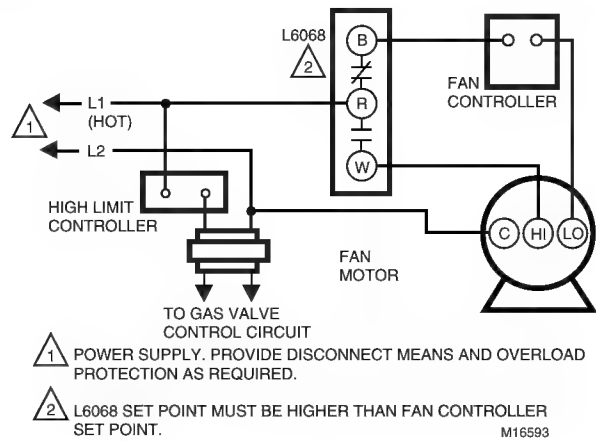 L6068
2
B
R
W
FAN
CONTROLLER
1
L1
(HOT)
L2
HIGH LIMIT
CONTROLLER
C
HI
LO
FAN
MOTOR
TO GAS VALVE
CONTROL CIRCUIT
1 POWER SUPPLY. PROVIDE DISCONNECT MEANS AND OVERLOAD
PROTECTION AS REQUIRED.
2 L6068 SET POINT MUST BE HIGHER THAN FAN CONTROLLER
SET POINT.
M16593